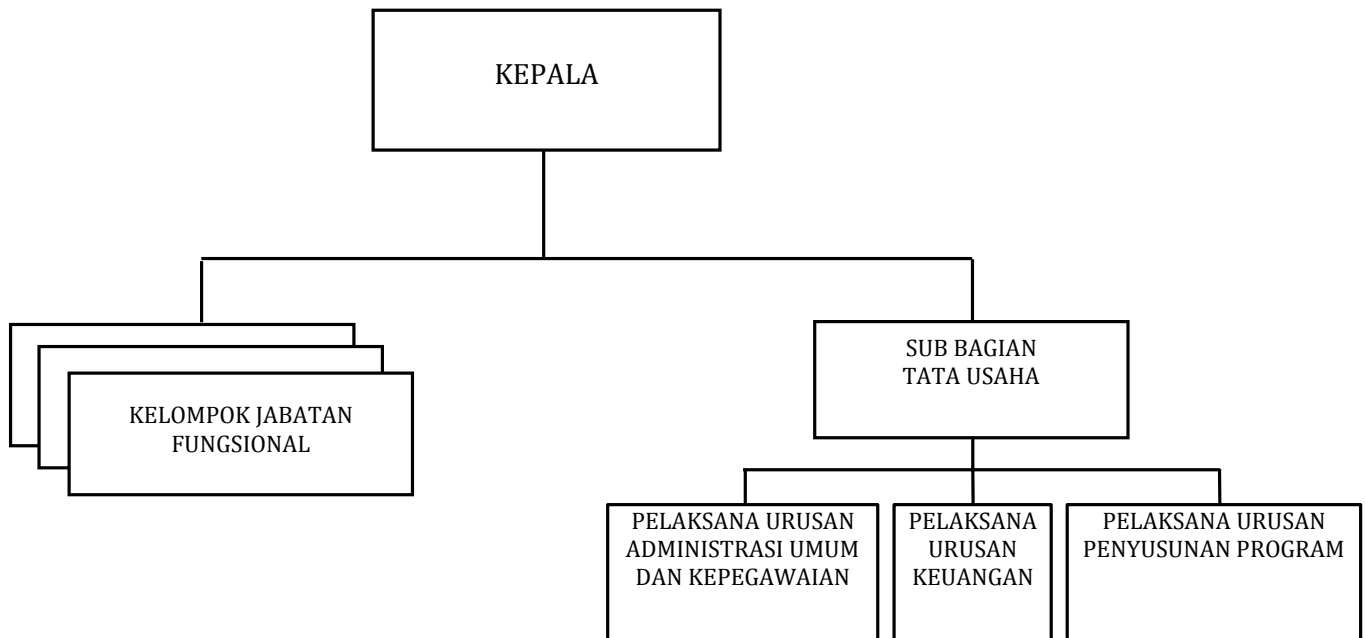 KEPALA
SUB BAGIAN
TATA USAHA
KELOMPOK JABATAN
FUNGSIONAL
PELAKSANA URUSAN
ADMINISTRASI UMUM
DAN KEPEGAWAIAN
PELAKSANA
URUSAN
KEUANGAN
PELAKSANA URUSAN
PENYUSUNAN PROGRAM